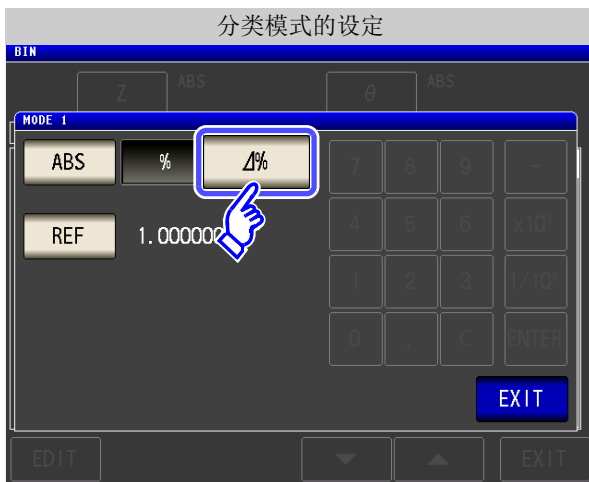 分类模式的设定
BIN
Z ABS θ ABS
MODE 1
ABS % Δ% 7 8 9 -
REF 1.000000 4 5 6 x10³
1 2 3 1/10³
0 . C ENTER
EXIT
EDIT EXIT